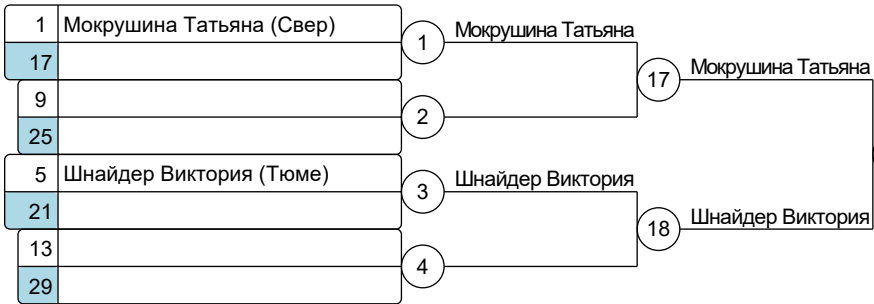 1 Мокрушина Татьяна (Свер)
17
1 Мокрушина Татьяна
9
25
2
17 Мокрушина Татьяна
5 Шнайдер Виктория (Тюме)
21
3 Шнайдер Виктория
13
29
4
18 Шнайдер Виктория